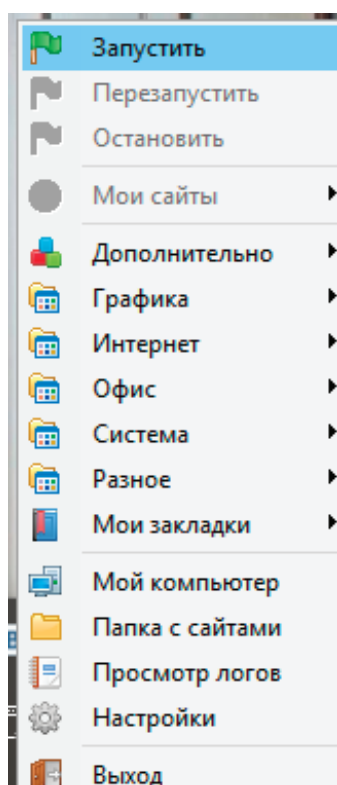 Запустить
Перезапустить
Остановить
Мои сайты
Дополнительно
Графика
Интернет
Офис
Система
Разное
Мои закладки
Мой компьютер
Папка с сайтами
Просмотр логов
Настройки
Выход